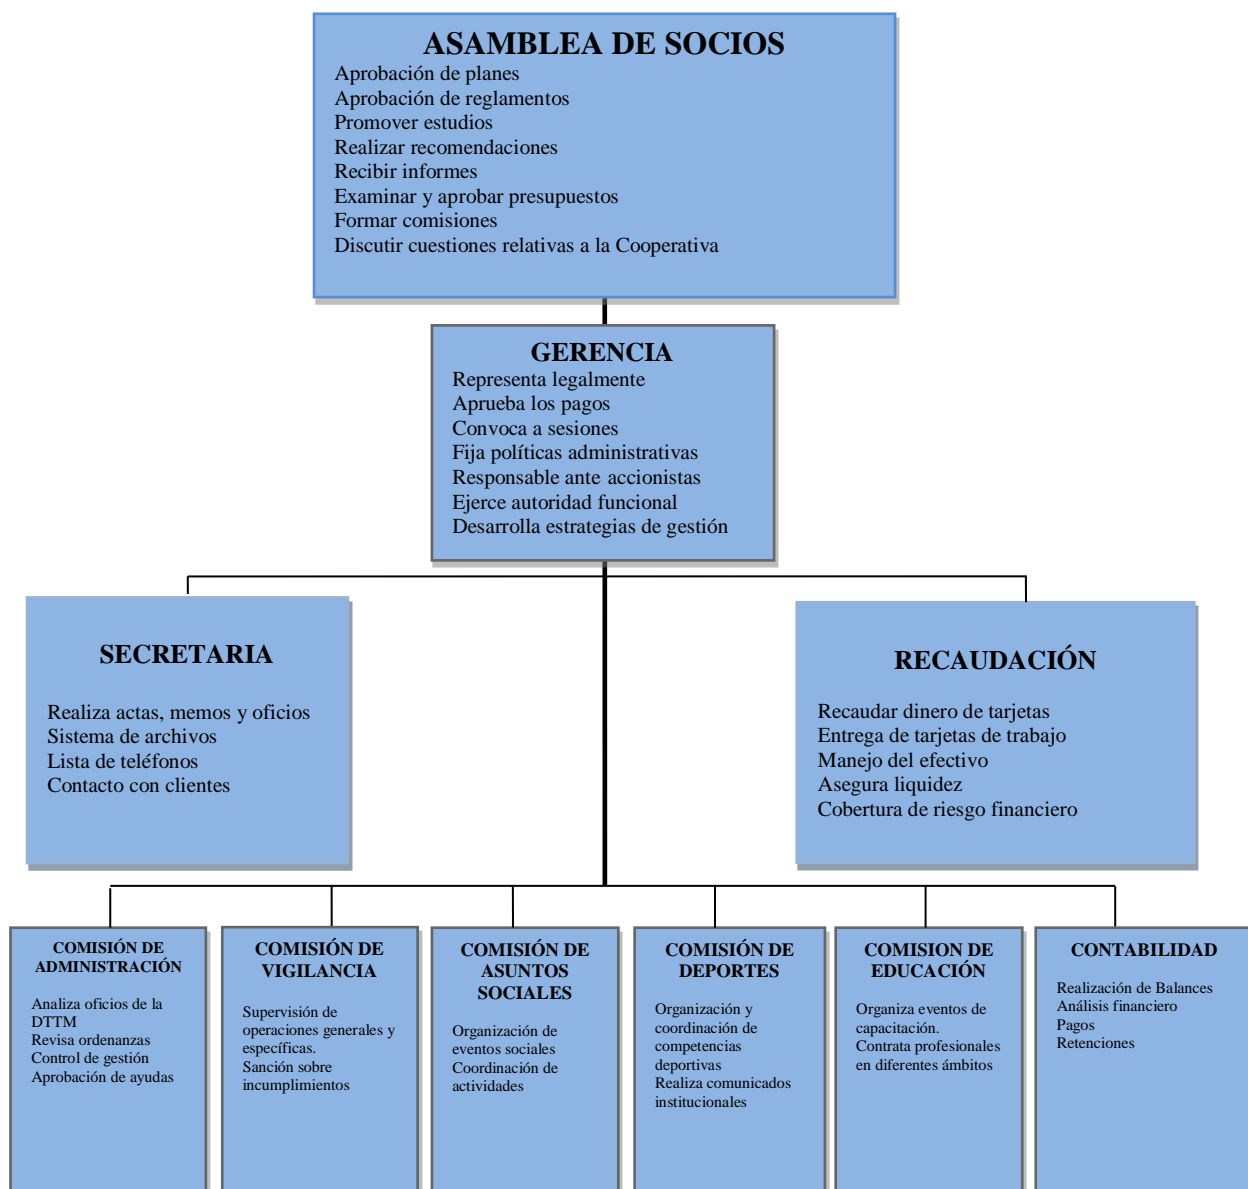 ASAMBLEA DE SOCIOS
Aprobación de planes
Aprobación de reglamentos
Promover estudios
Realizar recomendaciones
Recibir informes
Examinar y aprobar presupuestos
Formar comisiones
Discutir cuestiones relativas a la Cooperativa
GERENCIA
Representa legalmente
Aprueba los pagos
Convoca a sesiones
Fija políticas administrativas
Responsable ante accionistas
Ejerce autoridad funcional
Desarrolla estrategias de gestión
SECRETARIA
Realiza actas, memos y oficios
Sistema de archivos
Lista de teléfonos
Contacto con clientes
RECAUDACIÓN
Recaudar dinero de tarjetas
Entrega de tarjetas de trabajo
Manejo del efectivo
Asegura liquidez
Cobertura de riesgo financiero
COMISIÓN DE
ADMINISTRACIÓN
Analiza oficios de la
DTTM
Revisa ordenanzas
Control de gestión
Aprobación de ayudas
COMISIÓN DE
VIGILANCIA
Supervisión de
operaciones generales y
específicas.
Sanción sobre
incumplimientos
COMISIÓN DE
ASUNTOS
SOCIALES
Organización de
eventos sociales
Coordinación de
actividades
COMISIÓN DE
DEPORTES
Organización y
coordinación de
competencias
deportivas
Realiza comunicados
institucionales
COMISION DE
EDUCACIÓN
Organiza eventos de
capacitación.
Contrata profesionales
en diferentes ámbitos
CONTABILIDAD
Realización de Balances
Análisis financiero
Pagos
Retenciones